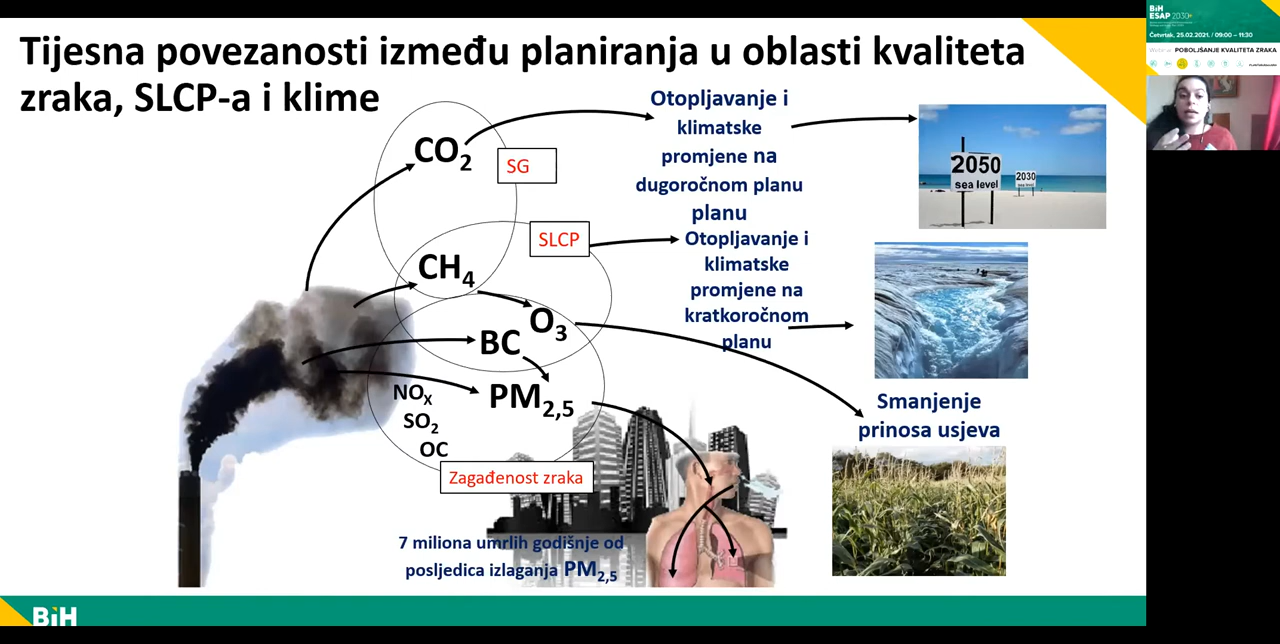 Tijesna povezanosti između planiranja u oblasti kvaliteta
zraka, SLCP-a i klime
CO2
SG
Otopljavanje i
klimatske
promjene na
dugoročnom planu
planu
2050
sea level
2030
sea level
SLCP
Otopljavanje i
klimatske
promjene na
kratkoročnom
planu
CH4
O3
BC
NOX
SO2
OC
PM2,5
Smanjenje
prinosa usjeva
Zagađenost zraka
7 miliona umrlih godišnje od
posljedica izlaganja PM2,5
BiH
BiH
ESAP 2030+
Četvrtak, 25.02.2021. / 09:00 – 11:30
Webinar: POBOLJŠANJE KVALITETA ZRAKA